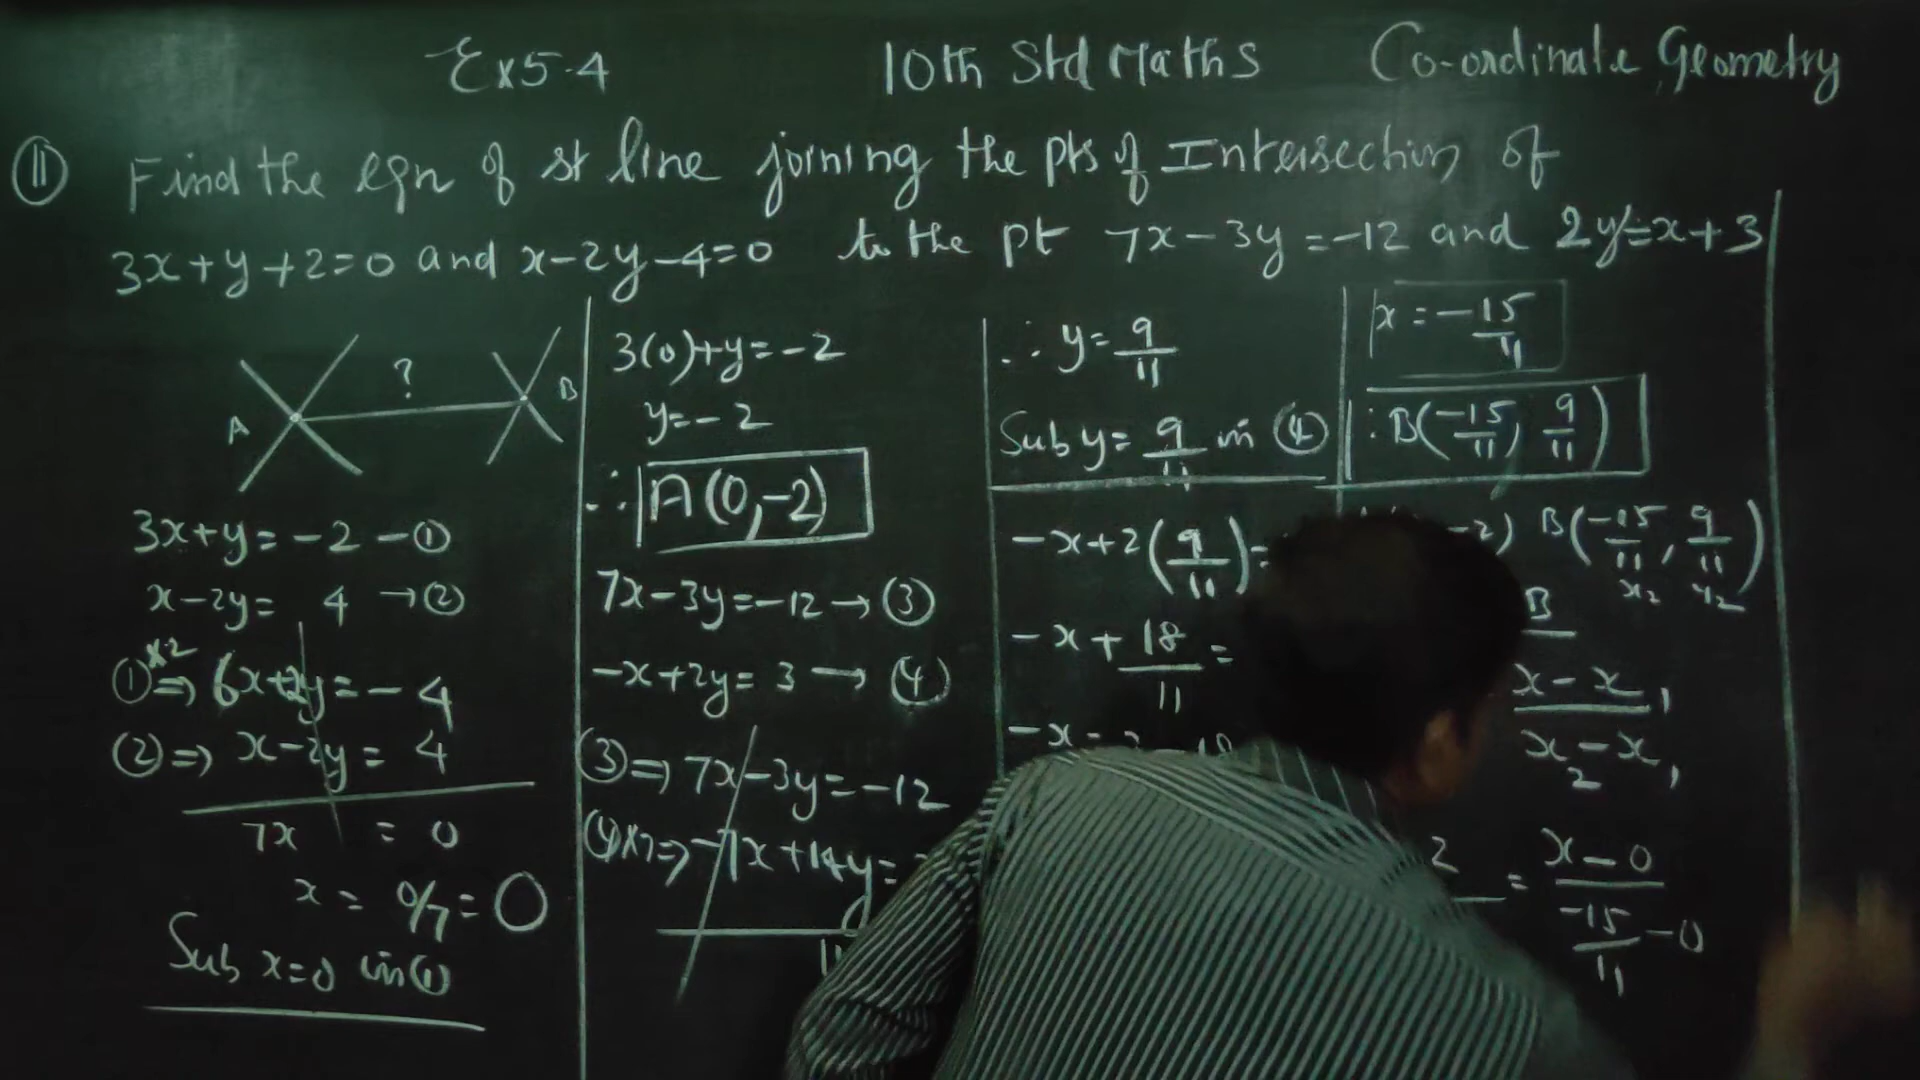 Ex5.4 10th Std Maths Co-ordinate Geometry
⑪ Find the eqn of st line joining the pts of Intersection of
3x+y+2=0 and x-2y-4=0 to the pt 7x-3y=-12 and 2y=x+3
A ? B
3x+y=-2 -①
x-2y= 4 →②
①×2 ⇒ 6x+2y=-4
②⇒ x-2y= 4
7x = 0
x = 0/7=0
Sub x=0 in ①
3(0)+y=-2
y=-2
∴ A(0,-2)
7x-3y=-12→③
-x+2y=3→④
③⇒ 7x-3y=-12
④×7⇒ -7x+14y=
11
∴ y=9/11
Sub y=9/11 in ④
-x+2(9/11)=
-x+18/11=
x=-15/11
∴B(-15/11, 9/11)
-2) B(-15/11, 9/11)
x₂ y₂
B
x-x₁
x₂-x₁
2 = x-0
-15/11 -0